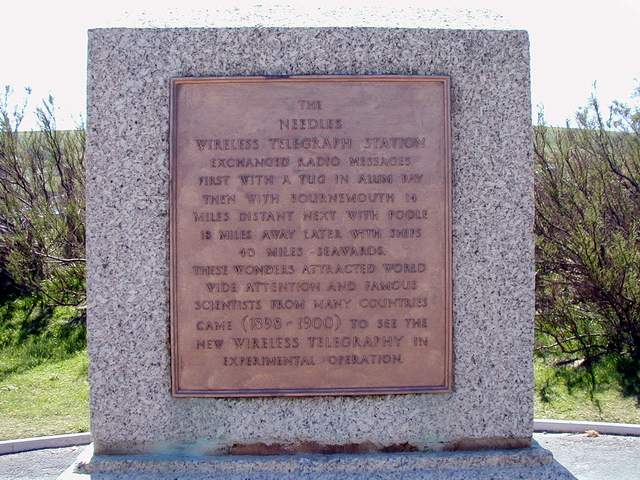 THE
NEEDLES
WIRELESS TELEGRAPH STATION
EXCHANGED RADIO MESSAGES
FIRST WITH A TUG IN ALUM BAY
THEN WITH BOURNEMOUTH 14
MILES DISTANT NEXT WITH POOLE
18 MILES AWAY LATER WITH SHIPS
40 MILES SEAWARDS.
THESE WONDERS ATTRACTED WORLD
WIDE ATTENTION AND FAMOUS
SCIENTISTS FROM MANY COUNTRIES
CAME (1898-1900) TO SEE THE
NEW WIRELESS TELEGRAPHY IN
EXPERIMENTAL OPERATION.